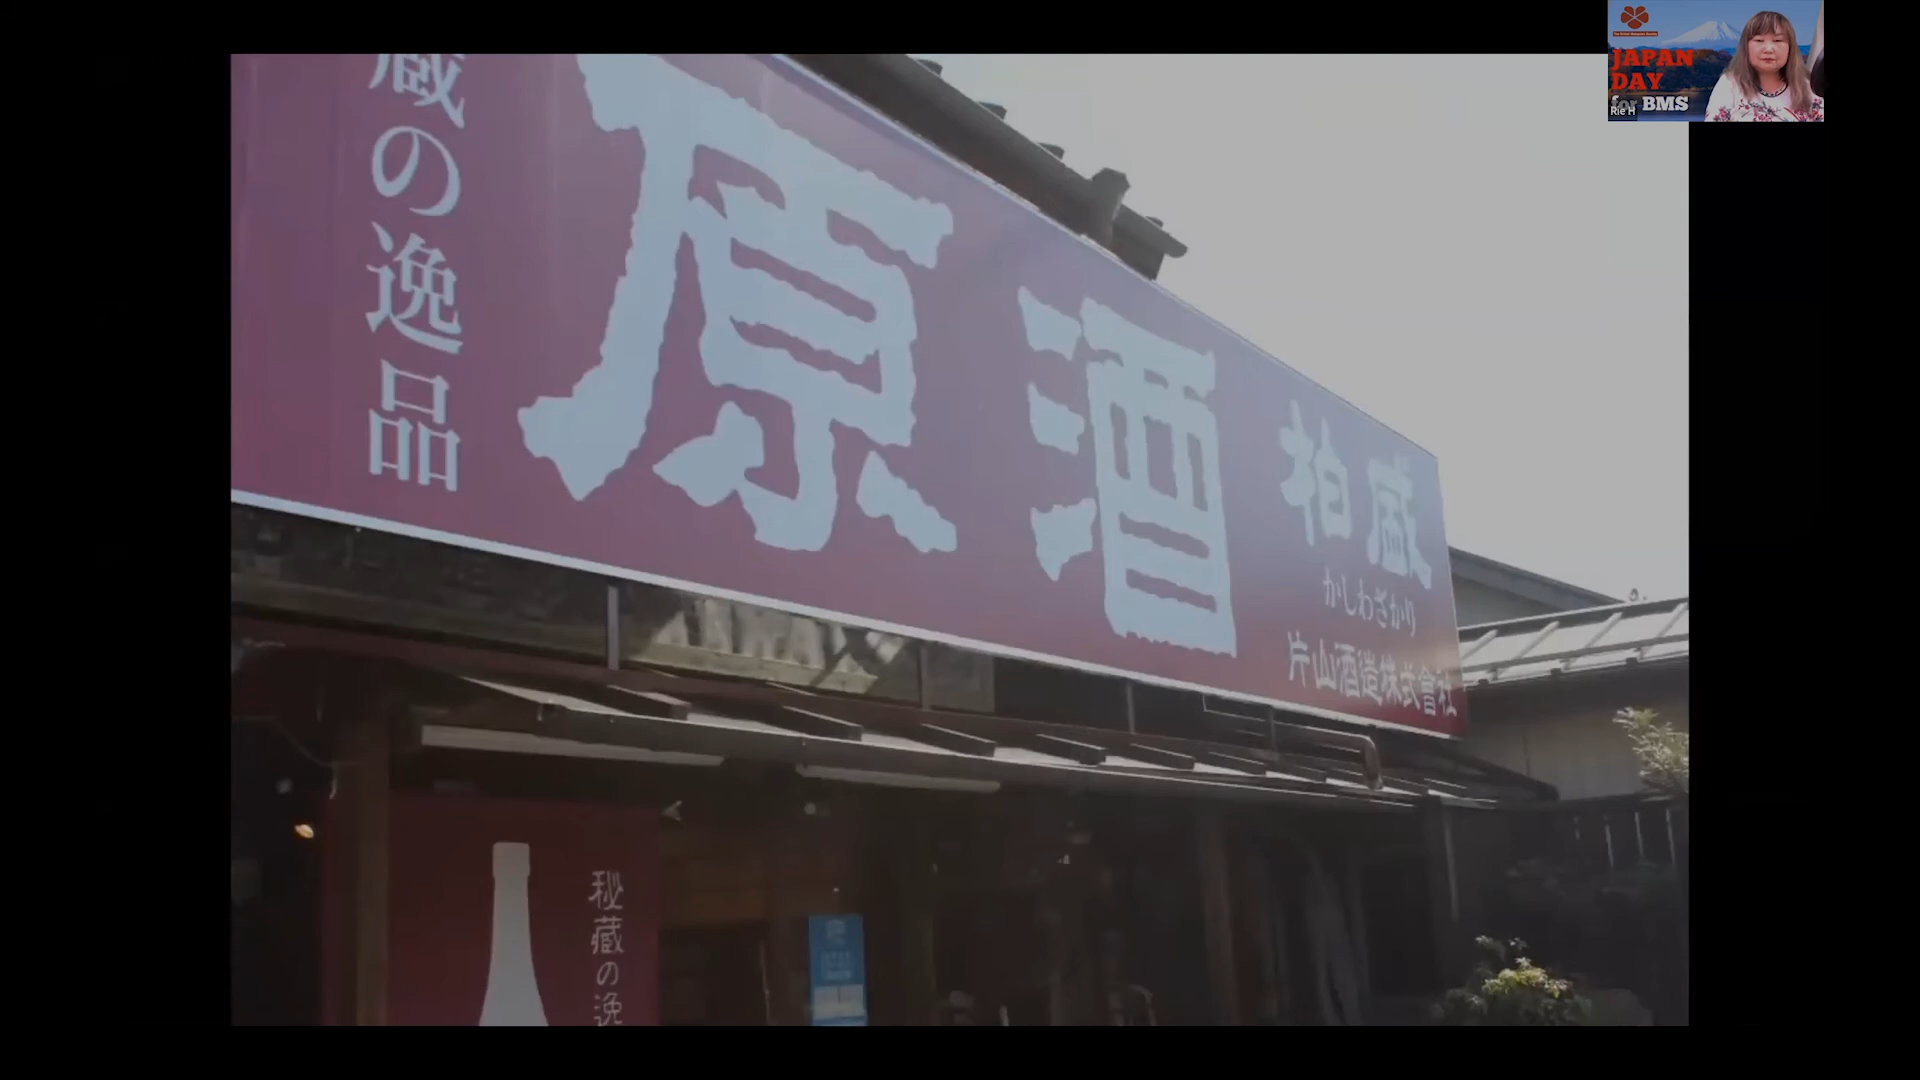 蔵の逸品
原酒
柏盛
かしわざかり
片山酒造株式會社
秘蔵の逸
JAPAN
DAY
for BMS
Rie H